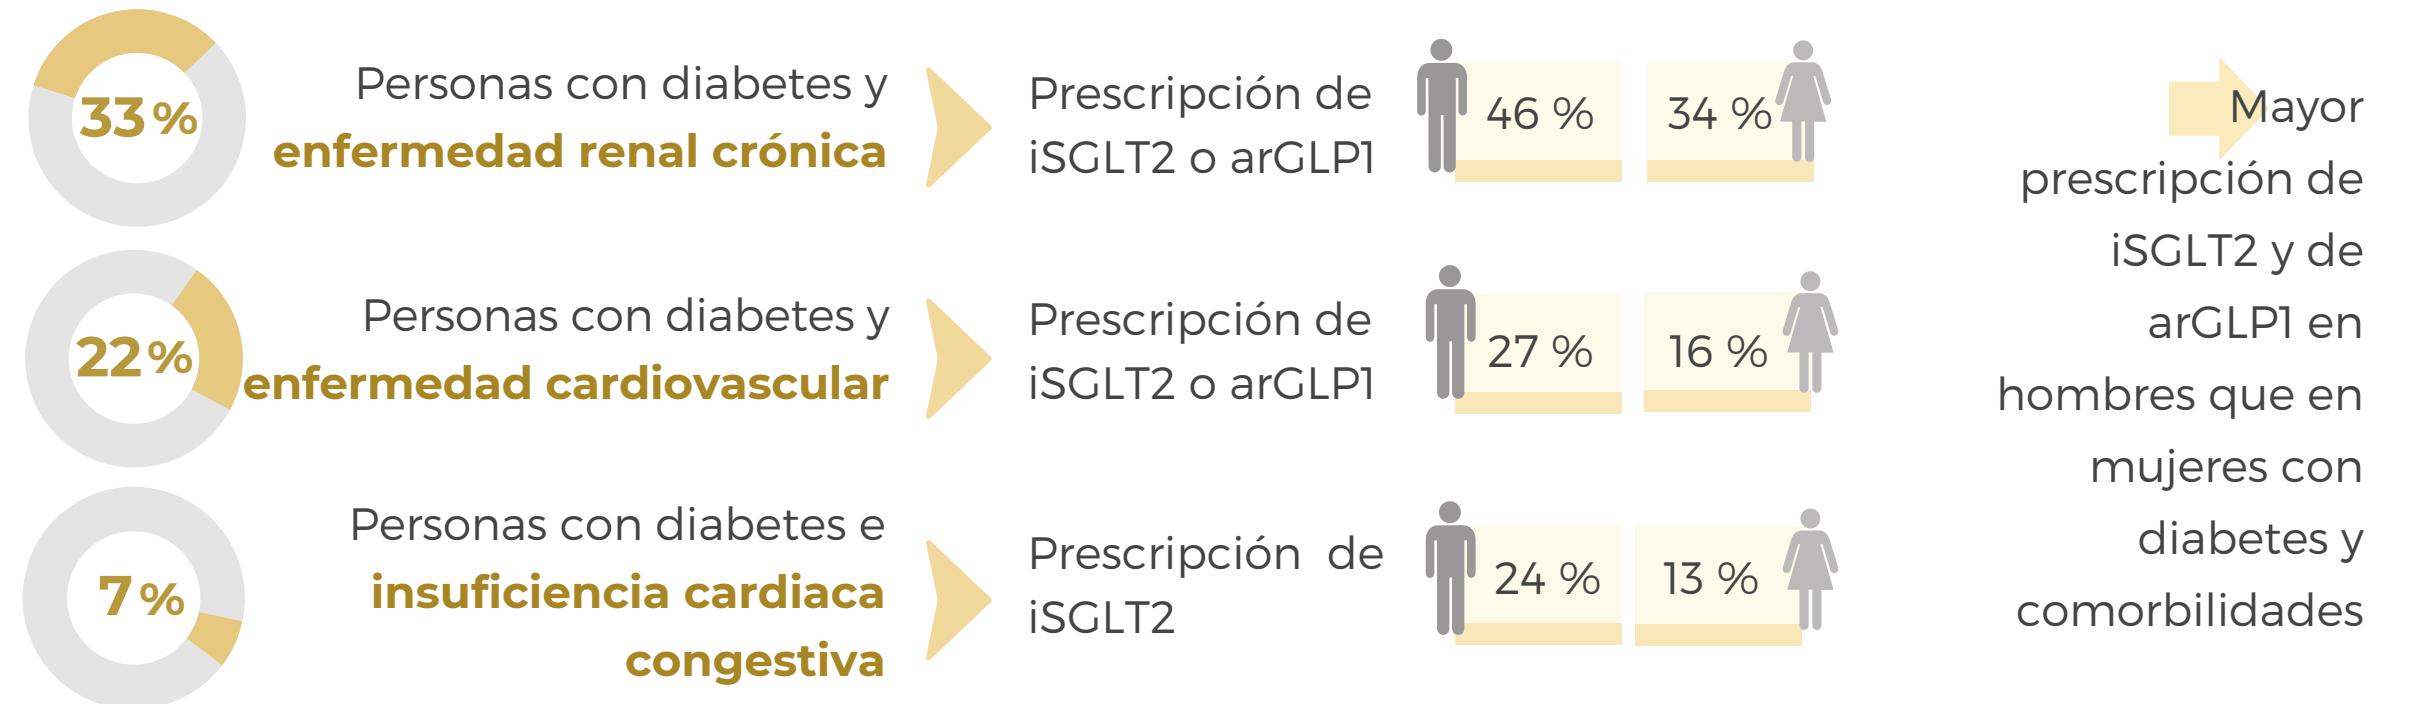 33 %
Personas con diabetes y
enfermedad renal crónica
Prescripción de
iSGLT2 o arGLP1
46 %
34 %
22 %
Personas con diabetes y
enfermedad cardiovascular
Prescripción de
iSGLT2 o arGLP1
27 %
16 %
7 %
Personas con diabetes e
insuficiencia cardiaca
congestiva
Prescripción de
iSGLT2
24 %
13 %
Mayor
prescripción de
iSGLT2 y de
arGLP1 en
hombres que en
mujeres con
diabetes y
comorbilidades